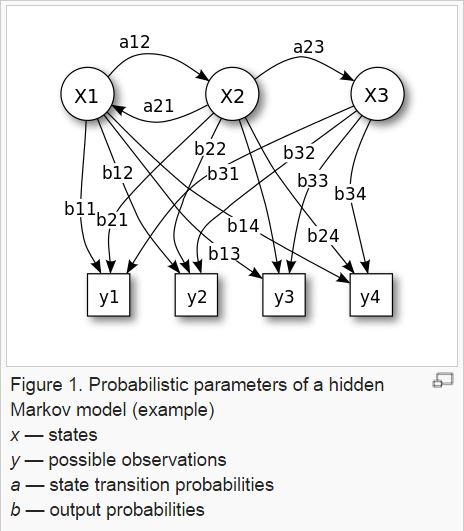 a12
a23
X1
X2
X3
a21
b22
b32
b12
b31
b33
b34
b11
b21
b14
b24
b13
y1
y2
y3
y4
Figure 1. Probabilistic parameters of a hidden
Markov model (example)
x — states
y — possible observations
a — state transition probabilities
b — output probabilities